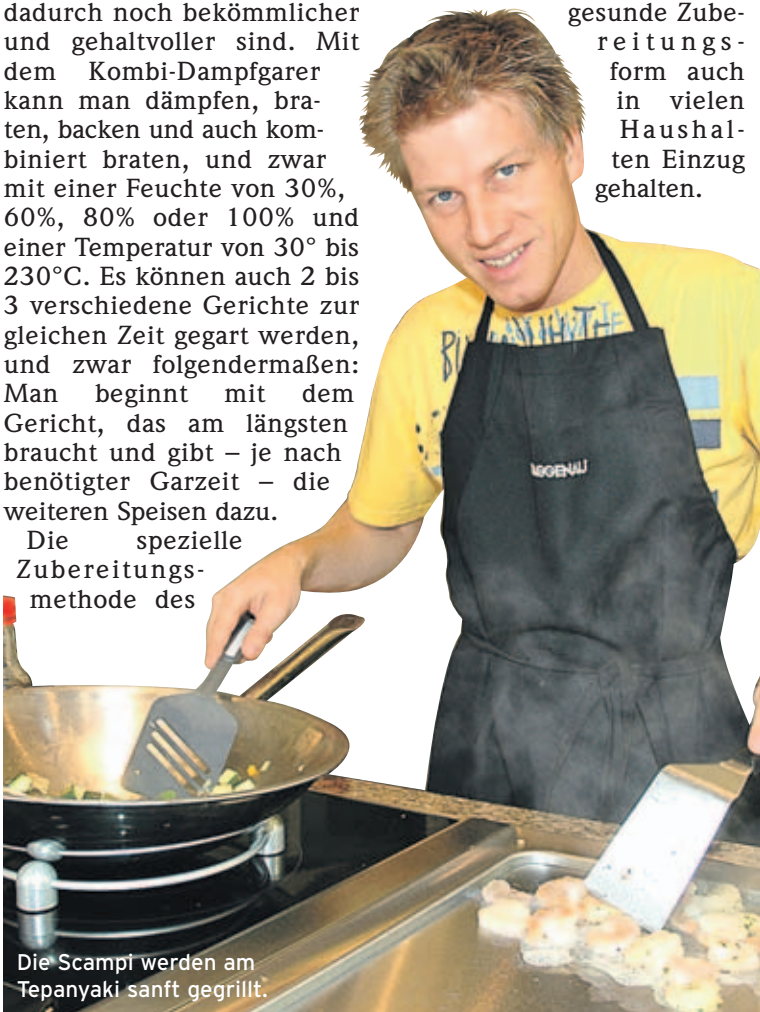 dadurch noch bekömmlicher
und gehaltvoller sind. Mit
dem Kombi-Dampfgarer
kann man dämpfen, bra-
ten, backen und auch kom-
biniert braten, und zwar
mit einer Feuchte von 30%,
60%, 80% oder 100% und
einer Temperatur von 30° bis
230°C. Es können auch 2 bis
3 verschiedene Gerichte zur
gleichen Zeit gegart werden,
und zwar folgendermaßen:
Man beginnt mit dem
Gericht, das am längsten
braucht und gibt – je nach
benötigter Garzeit – die
weiteren Speisen dazu.
Die spezielle
Zubereitungs-
methode des
gesunde Zube-
reitungs-
form auch
in vielen
Haushal-
ten Einzug
gehalten.
Die Scampi werden am
Tepanyaki sanft gegrillt.